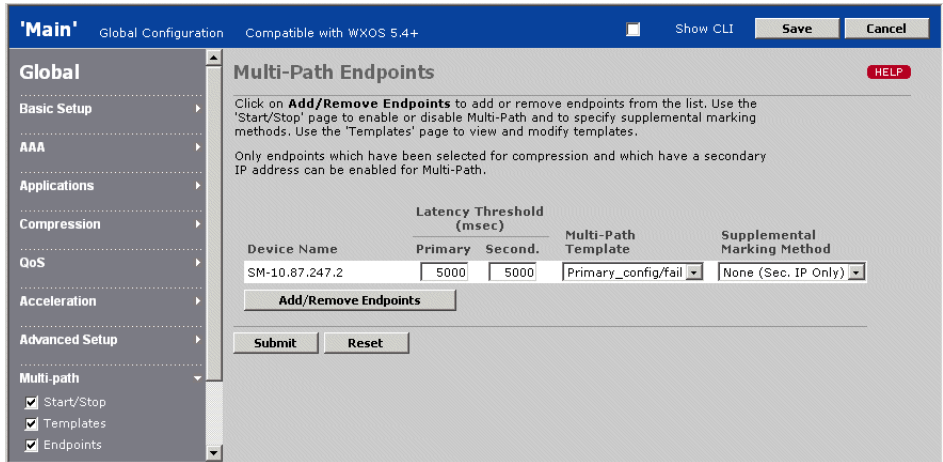 'Main' Global Configuration Compatible with WXOS 5.4+ Show CLI Save Cancel
Global
Basic Setup
AAA
Applications
Compression
QoS
Acceleration
Advanced Setup
Multi-path
Start/Stop
Templates
Endpoints
Multi-Path Endpoints
HELP
Click on Add/Remove Endpoints to add or remove endpoints from the list. Use the
'Start/Stop' page to enable or disable Multi-Path and to specify supplemental marking
methods. Use the 'Templates' page to view and modify templates.
Only endpoints which have been selected for compression and which have a secondary
IP address can be enabled for Multi-Path.
Latency Threshold
(msec)
Multi-Path Supplemental
Device Name Primary Second. Template Marking Method
SM-10.87.247.2 5000 5000 Primary_config/fail None (Sec. IP Only)
Add/Remove Endpoints
Submit Reset